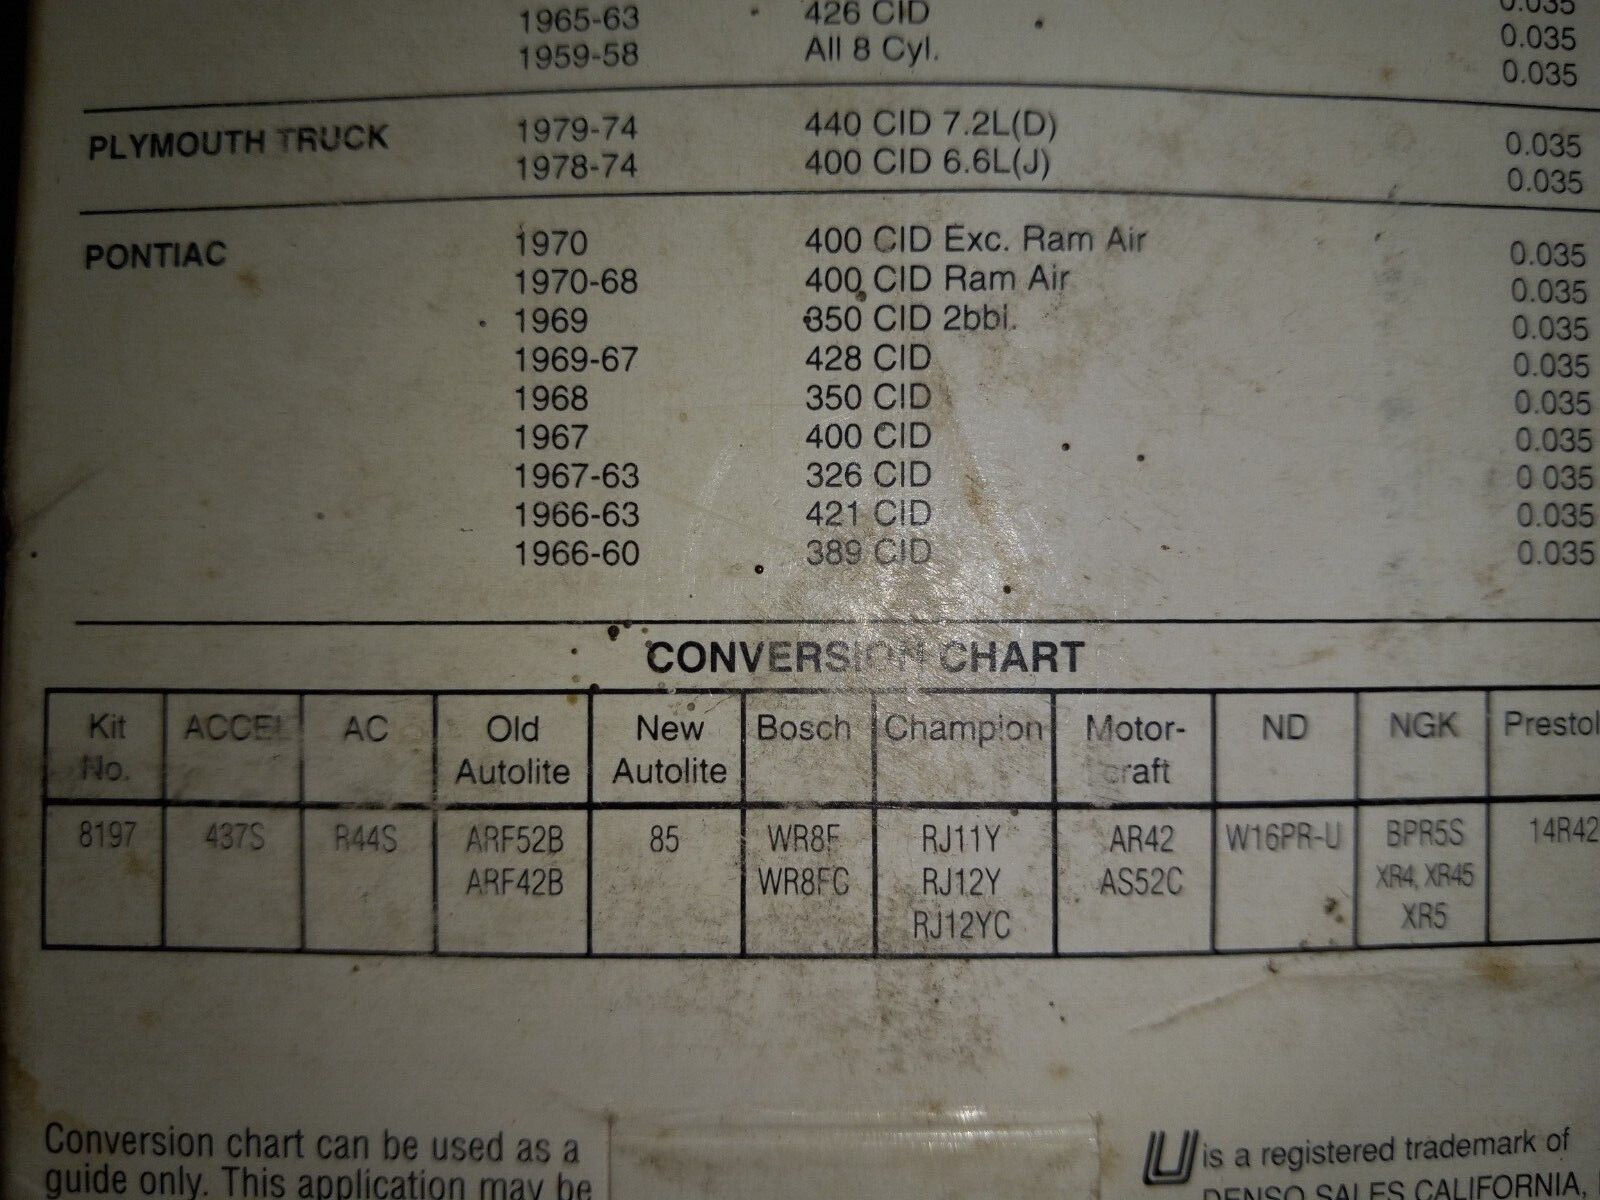 1965-63 426 CID 0.035
1959-58 All 8 Cyl. 0.035
0.035
PLYMOUTH TRUCK 1979-74 440 CID 7.2L(D) 0.035
1978-74 400 CID 6.6L(J) 0.035
PONTIAC 1970 400 CID Exc. Ram Air 0.035
1970-68 400 CID Ram Air 0.035
1969 350 CID 2bbl. 0.035
1969-67 428 CID 0.035
1968 350 CID 0.035
1967 400 CID 0.035
1967-63 326 CID 0 035
1966-63 421 CID 0.035
1966-60 389 CID 0.035
CONVERSION CHART
Kit ACCEL AC Old New Bosch Champion Motor- ND NGK Prestol
No. Autolite Autolite craft
8197 437S R44S ARF52B 85 WR8F RJ11Y AR42 W16PR-U BPR5S 14R42
ARF42B WR8FC RJ12Y AS52C XR4, XR45
RJ12YC XR5
Conversion chart can be used as a
guide only. This application may be
U is a registered trademark of
DENSO SALES CALIFORNIA,